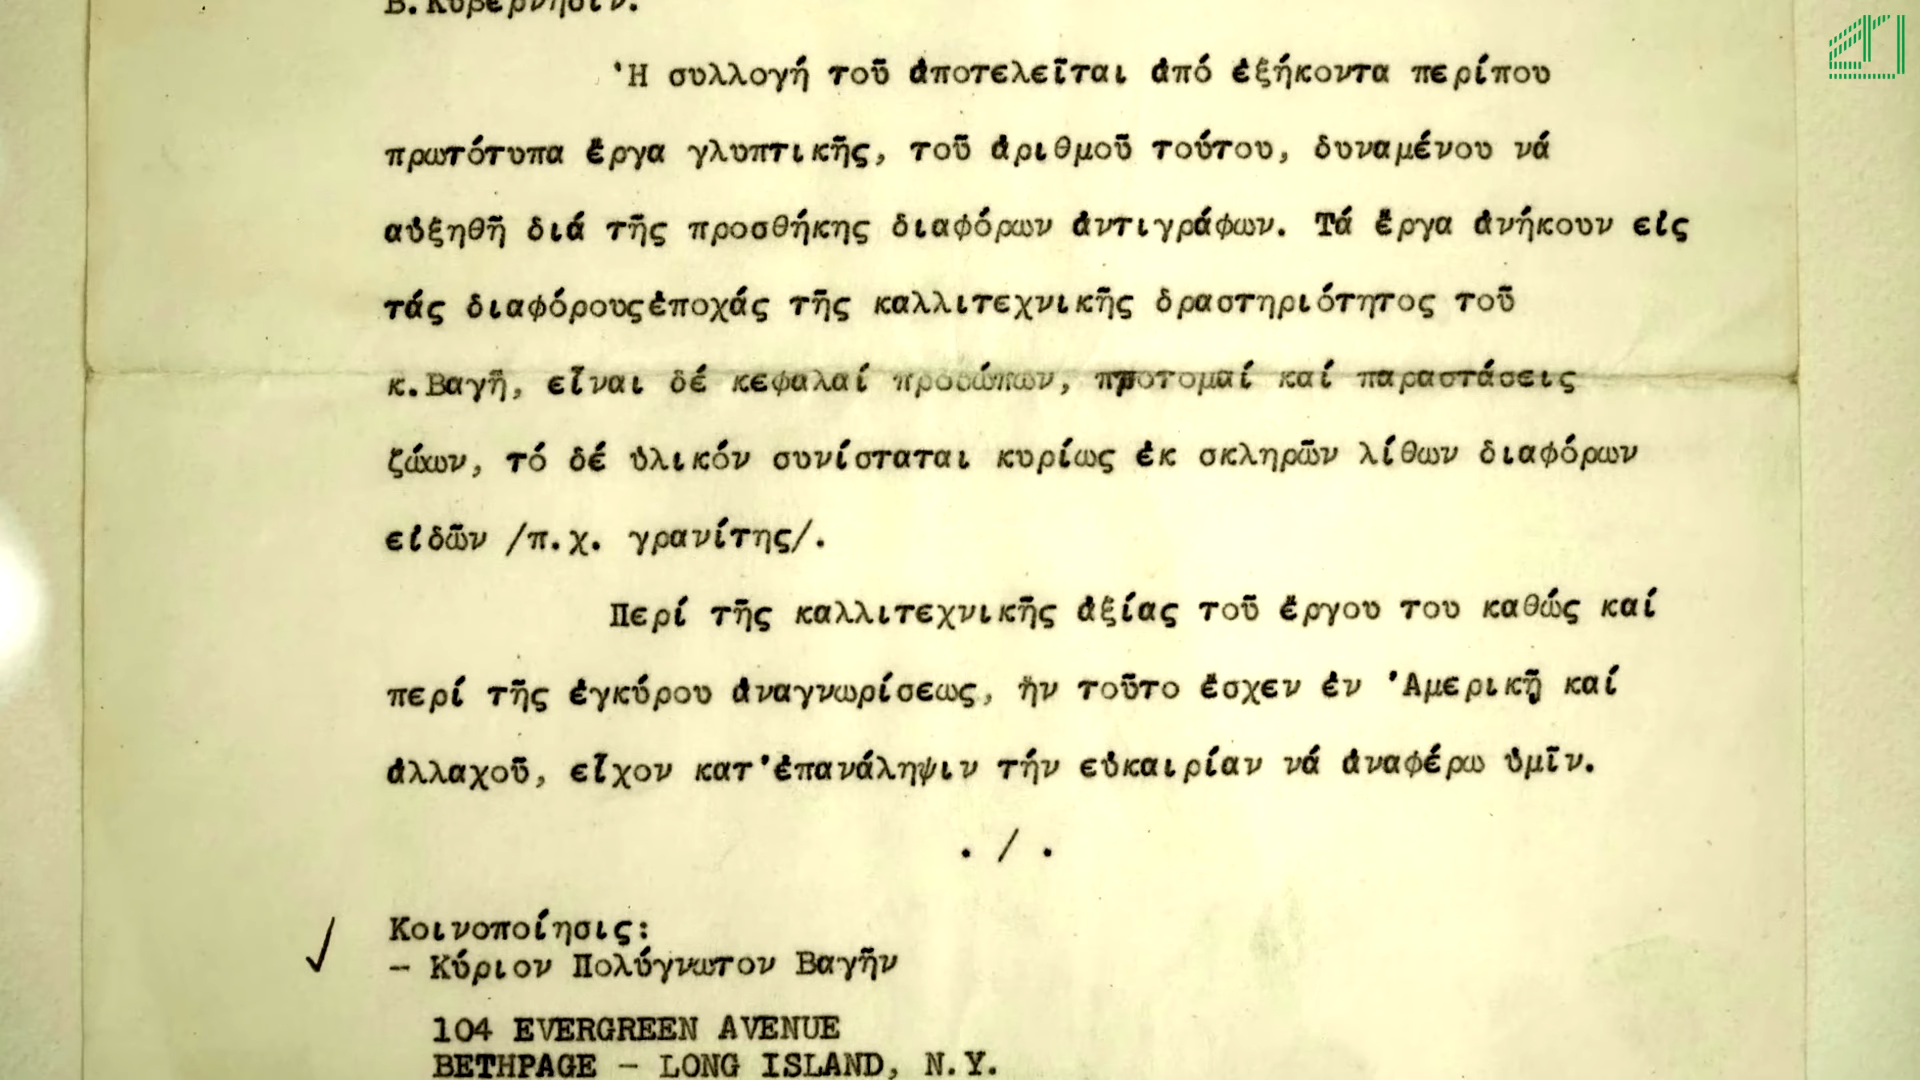 Β.Κυβέρνησιν.
Ἡ συλλογή τοῦ ἀποτελεῖται ἀπό ἑξήκοντα περίπου
πρωτότυπα ἔργα γλυπτικῆς, τοῦ ἀριθμοῦ τούτου, δυναμένου νά
αὐξηθῆ διά τῆς προσθήκης διαφόρων ἀντιγράφων. Τά ἔργα ἀνήκουν εἰς
τάς διαφόρουςἐποχάς τῆς καλλιτεχνικῆς δραστηριότητος τοῦ
κ.Βαγῆ, εἶναι δέ κεφαλαί προσώπων, προτομαί καί παραστάσεις
ζώων, τό δέ ὑλικόν συνίσταται κυρίως ἐκ σκληρῶν λίθων διαφόρων
εἰδῶν /π.χ. γρανίτης/.
Περί τῆς καλλιτεχνικῆς ἀξίας τοῦ ἔργου του καθώς καί
περί τῆς ἐγκύρου ἀναγνωρίσεως, ἥν τοῦτο ἔσχεν ἐν Ἀμερικῇ καί
ἀλλαχοῦ, εἶχον κατ'ἐπανάληψιν τήν εὐκαιρίαν νά ἀναφέρω ὑμῖν.
. / .
Κοινοποίησις:
- Κύριον Πολύγνωτον Βαγῆν
104 EVERGREEN AVENUE
BETHPAGE - LONG ISLAND, N.Y.